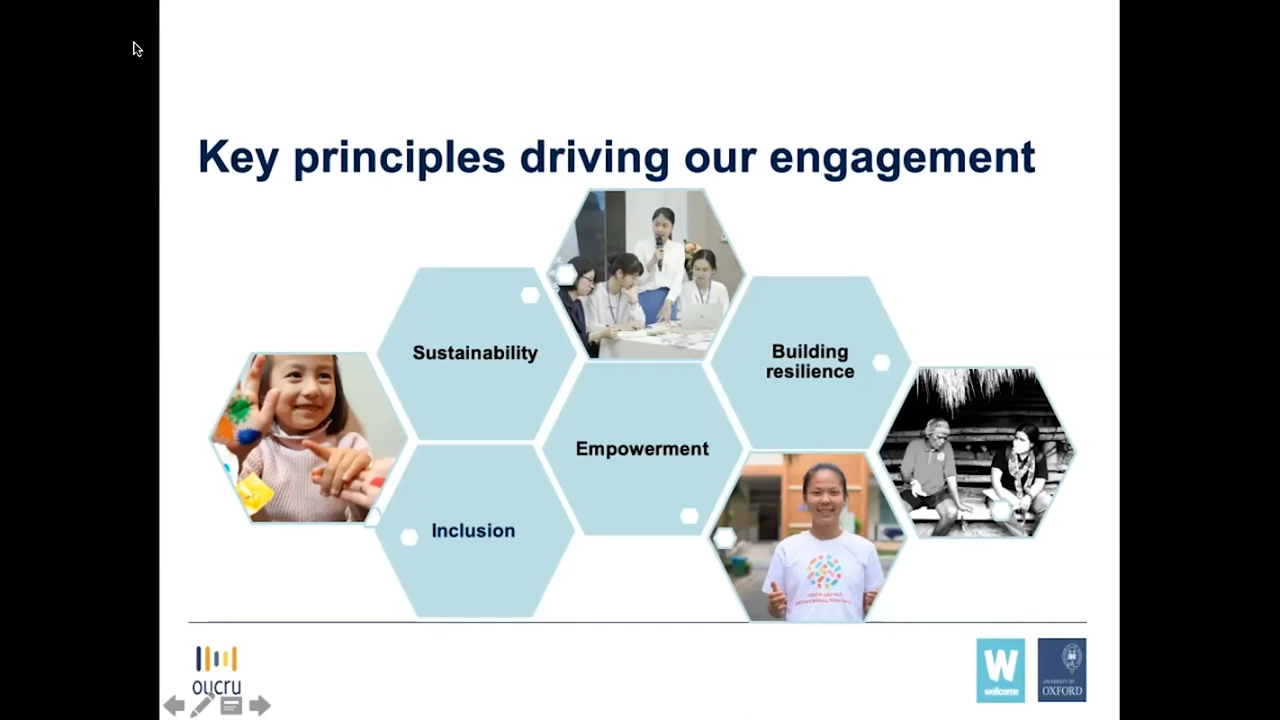 Key principles driving our engagement
Sustainability
Building
resilience
Empowerment
Inclusion
oucru
W
wellcome
UNIVERSITY OF
OXFORD